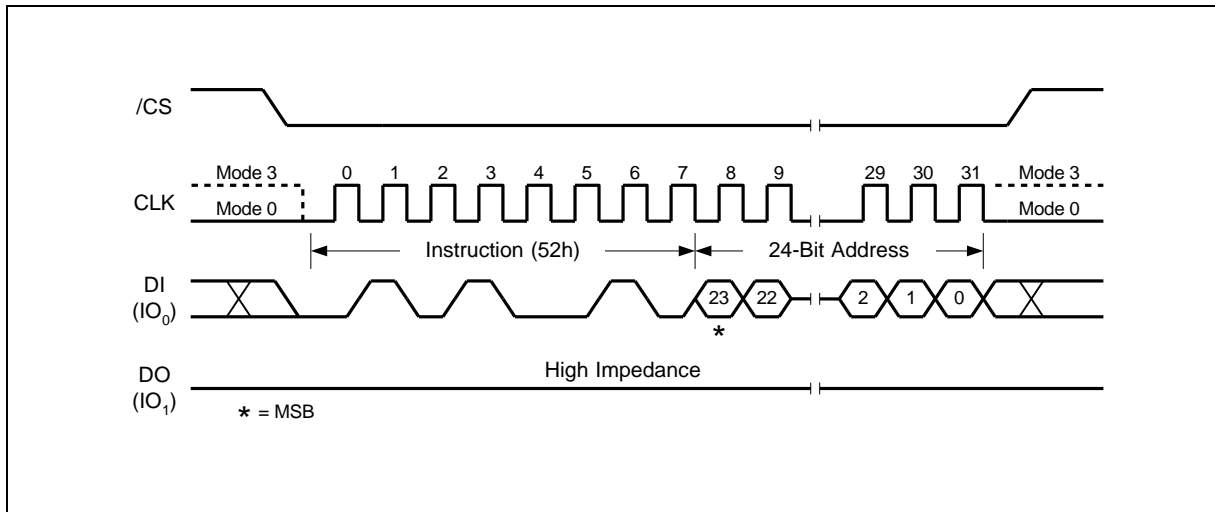 /CS
Mode 3 0 1 2 3 4 5 6 7 8 9 29 30 31 Mode 3
CLK
Mode 0 Mode 0
Instruction (52h) 24-Bit Address
DI
(IO0)
23 22 2 1 0
*
DO
(IO1)
High Impedance
* = MSB